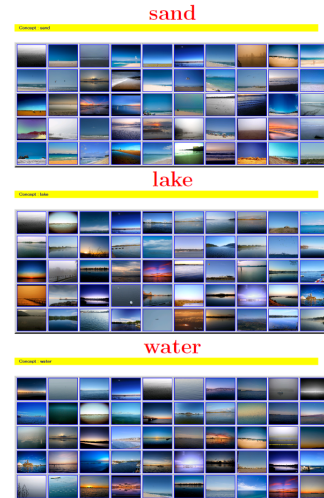 sand
Concept : sand
lake
Concept : lake
water
Concept : water